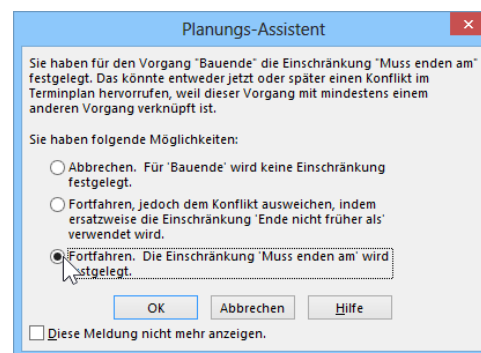 Planungs-Assistent
Sie haben für den Vorgang "Bauende" die Einschränkung "Muss enden am"
festgelegt. Das könnte entweder jetzt oder später einen Konflikt im
Terminplan hervorrufen, weil dieser Vorgang mit mindestens einem
anderen Vorgang verknüpft ist.
Sie haben folgende Möglichkeiten:
Abbrechen. Für 'Bauende' wird keine Einschränkung
festgelegt.
Fortfahren, jedoch dem Konflikt ausweichen, indem
ersatzweise die Einschränkung 'Ende nicht früher als'
verwendet wird.
Fortfahren. Die Einschränkung 'Muss enden am' wird
festgelegt.
OK Abbrechen Hilfe
Diese Meldung nicht mehr anzeigen.